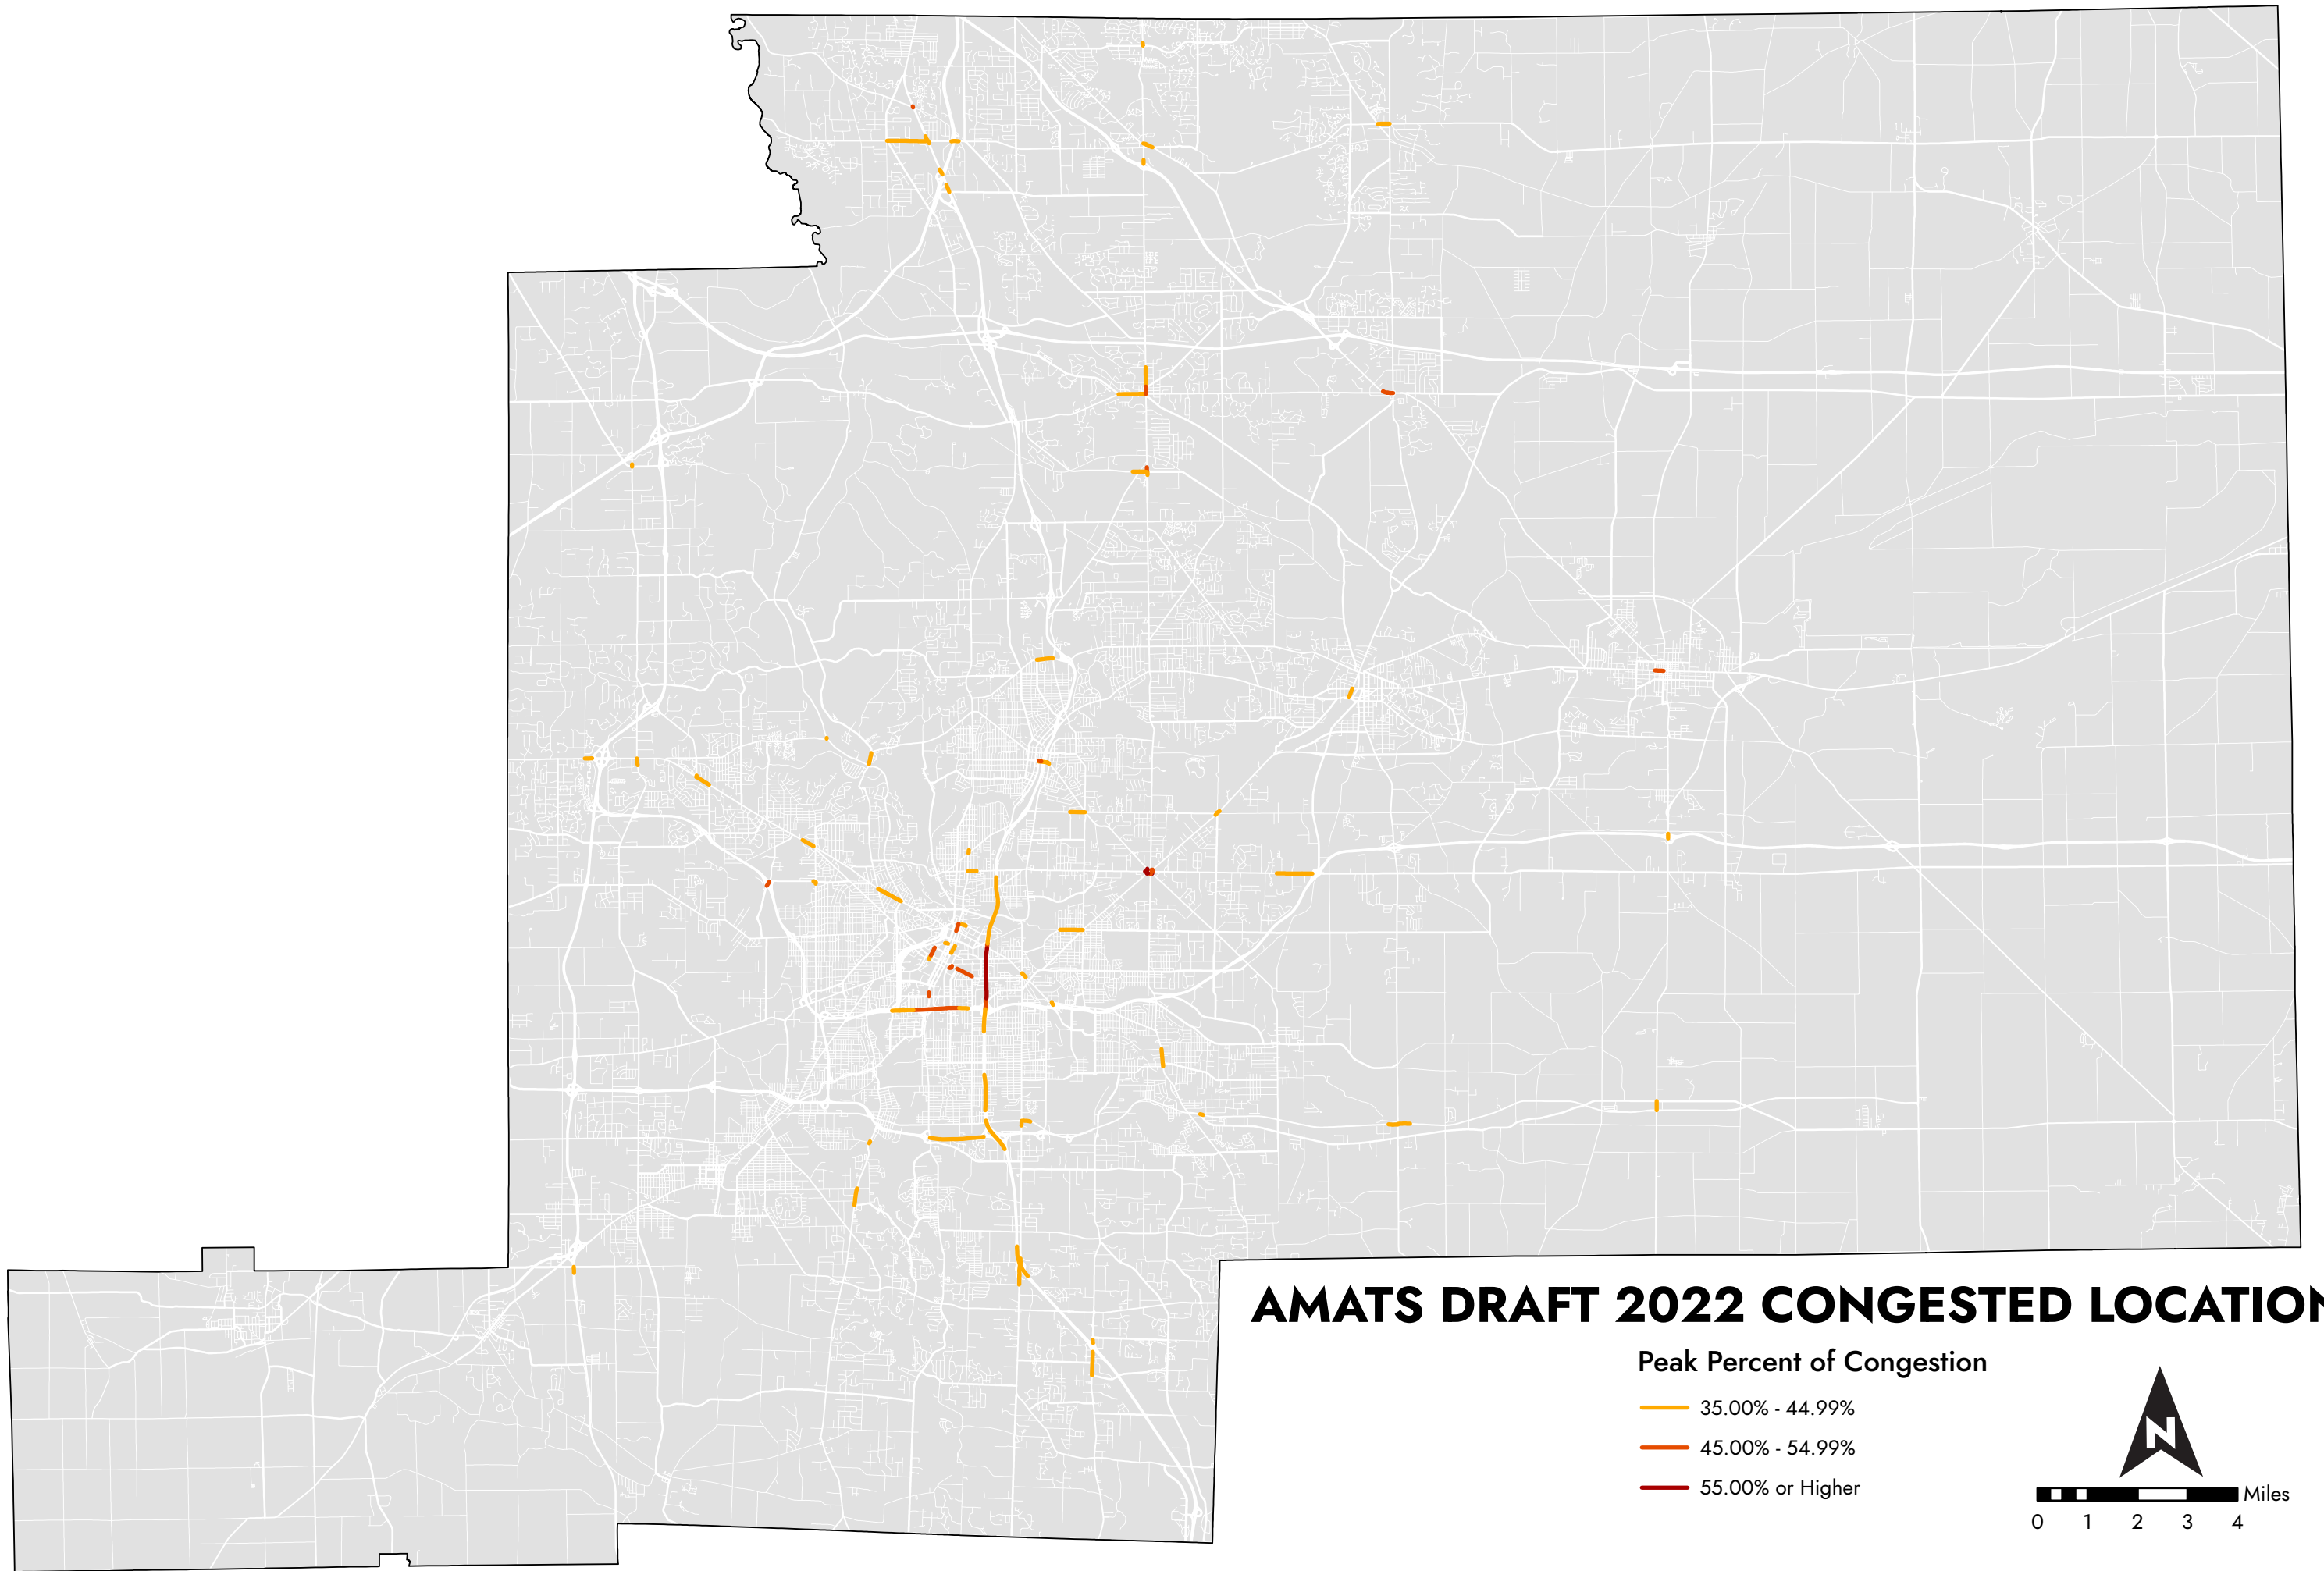 AMATS DRAFT 2022 CONGESTED LOCATION
Peak Percent of Congestion
35.00% - 44.99%
45.00% - 54.99%
55.00% or Higher
N
Miles
0 1 2 3 4